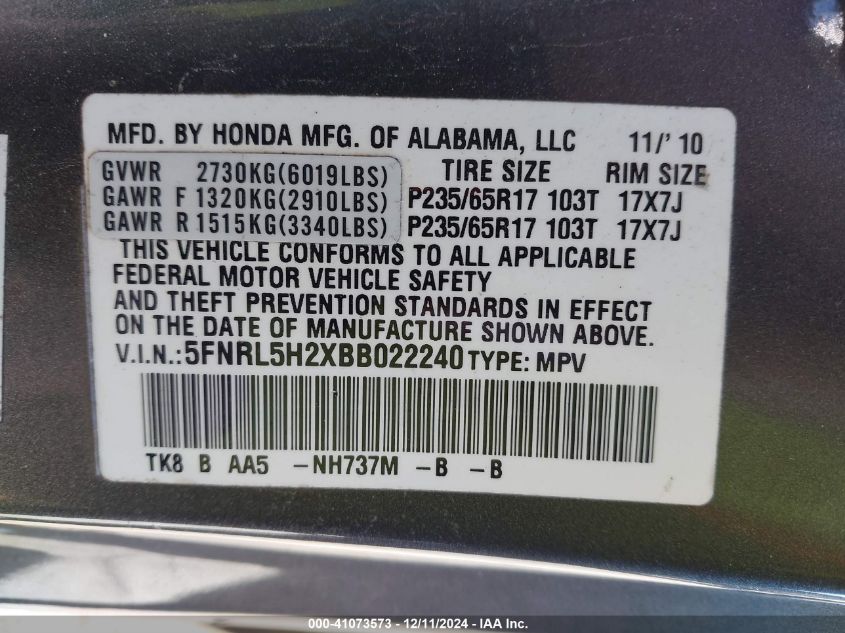 MFD. BY HONDA MFG. OF ALABAMA, LLC 11/'10
GVWR 2730KG(6019LBS) TIRE SIZE RIM SIZE
GAWR F 1320KG(2910LBS) P235/65R17 103T 17X7J
GAWR R 1515KG(3340LBS) P235/65R17 103T 17X7J
THIS VEHICLE CONFORMS TO ALL APPLICABLE
FEDERAL MOTOR VEHICLE SAFETY
AND THEFT PREVENTION STANDARDS IN EFFECT
ON THE DATE OF MANUFACTURE SHOWN ABOVE.
V.I.N.:5FNRL5H2XBB022240 TYPE: MPV
TK8 B AA5 -NH737M -B -B
000-41073573 - 12/11/2024 - IAA Inc.